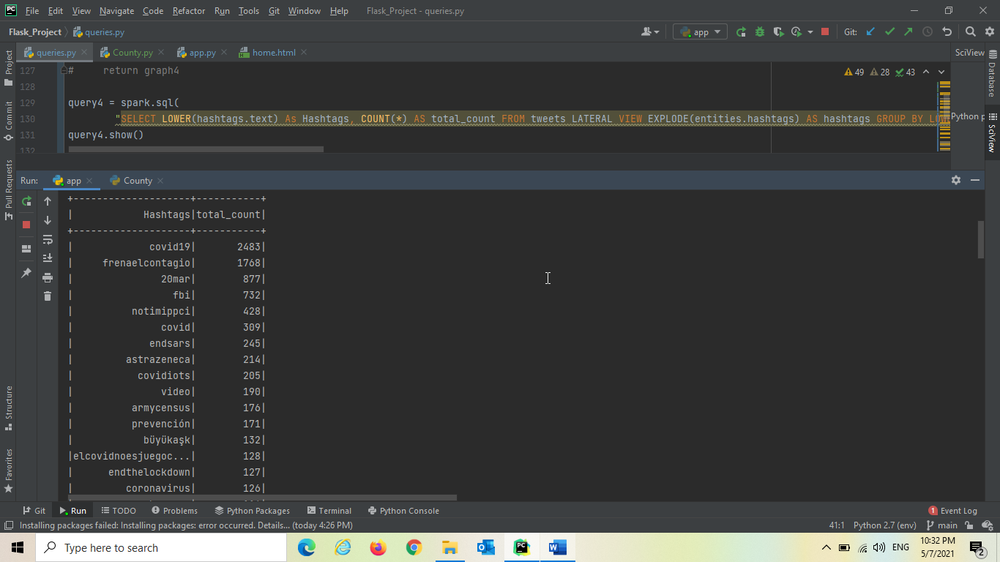 File Edit View Navigate Code Refactor Run Tools Git Window Help Flask_Project - queries.py
Flask_Project queries.py app Git:
queries.py County.py app.py home.html SciView
127 # return graph4 49 28 43
128
129 query4 = spark.sql(
130 "SELECT LOWER(hashtags.text) As Hashtags, COUNT(*) AS total_count FROM tweets LATERAL VIEW EXPLODE(entities.hashtags) AS hashtags GROUP BY LOW
Python p
131 query4.show()
132
Run: app County
+--------------------+-----------+
| Hashtags|total_count|
+--------------------+-----------+
| covid19| 2483|
| frenaelcontagio| 1768|
| 20mar| 877|
| fbi| 732|
| notimippci| 428|
| covid| 309|
| endsars| 245|
| astrazeneca| 214|
| covidiots| 205|
| video| 190|
| armycensus| 176|
| prevención| 171|
| büyükaşk| 132|
|elcovidnoesjuegoc...| 128|
| endthelockdown| 127|
| coronavirus| 126|
Project
Commit
Pull Requests
Structure
Favorites
Database
SciView
Git Run TODO Problems Python Packages Terminal Python Console 1 Event Log
Installing packages failed: Installing packages: error occurred. Details... (today 4:26 PM) 41:1 Python 2.7 (env) main
Type here to search ENG 10:32 PM
5/7/2021
2